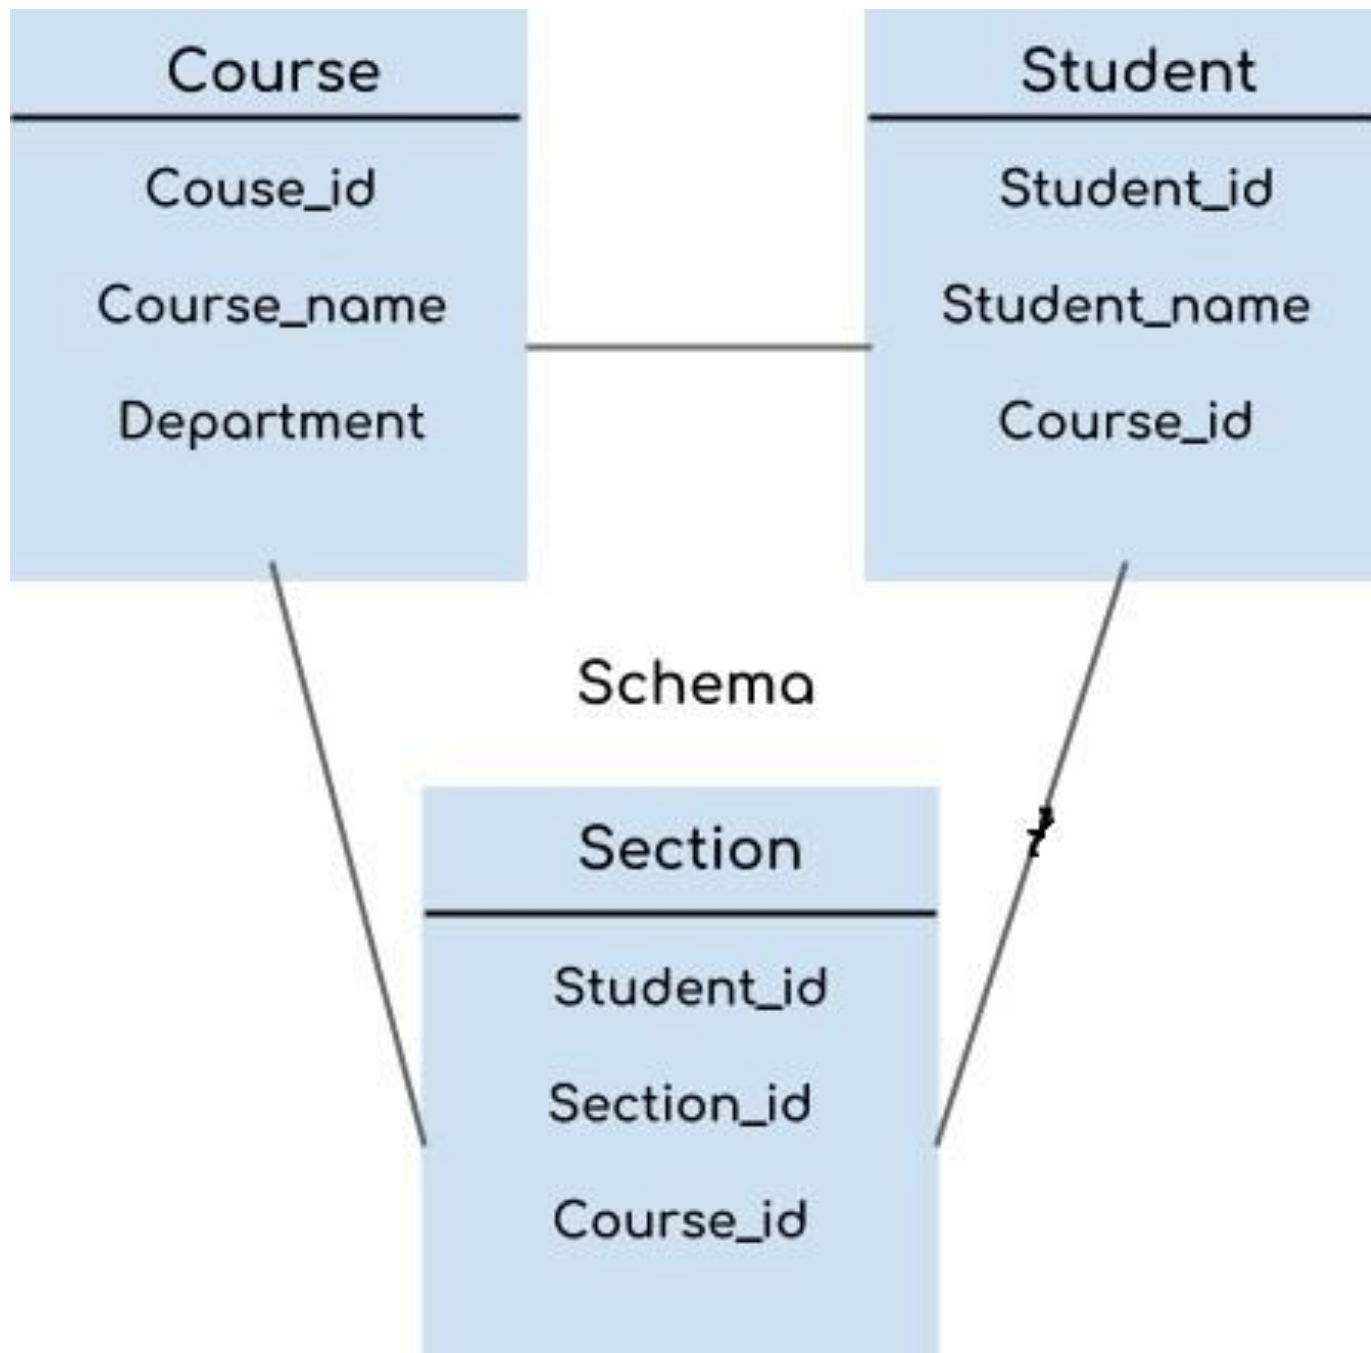 Course
Couse_id
Course_name
Department
Student
Student_id
Student_name
Course_id
Schema
Section
Student_id
Section_id
Course_id